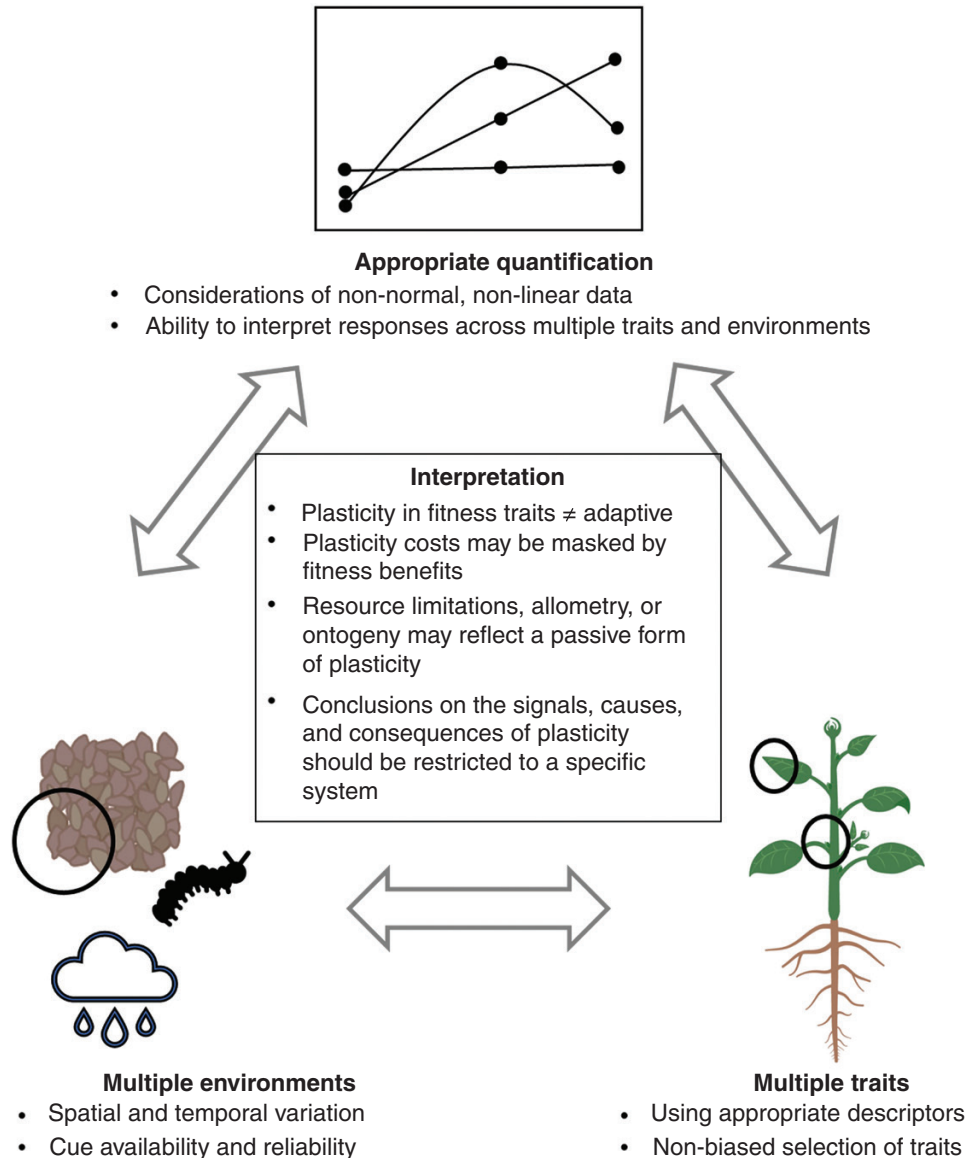 Appropriate quantification
• Considerations of non-normal, non-linear data
• Ability to interpret responses across multiple traits and environments
Interpretation
• Plasticity in fitness traits ≠ adaptive
• Plasticity costs may be masked by
fitness benefits
• Resource limitations, allometry, or
ontogeny may reflect a passive form
of plasticity
• Conclusions on the signals, causes,
and consequences of plasticity
should be restricted to a specific
system
Multiple environments
• Spatial and temporal variation
• Cue availability and reliability
Multiple traits
• Using appropriate descriptors
• Non-biased selection of traits